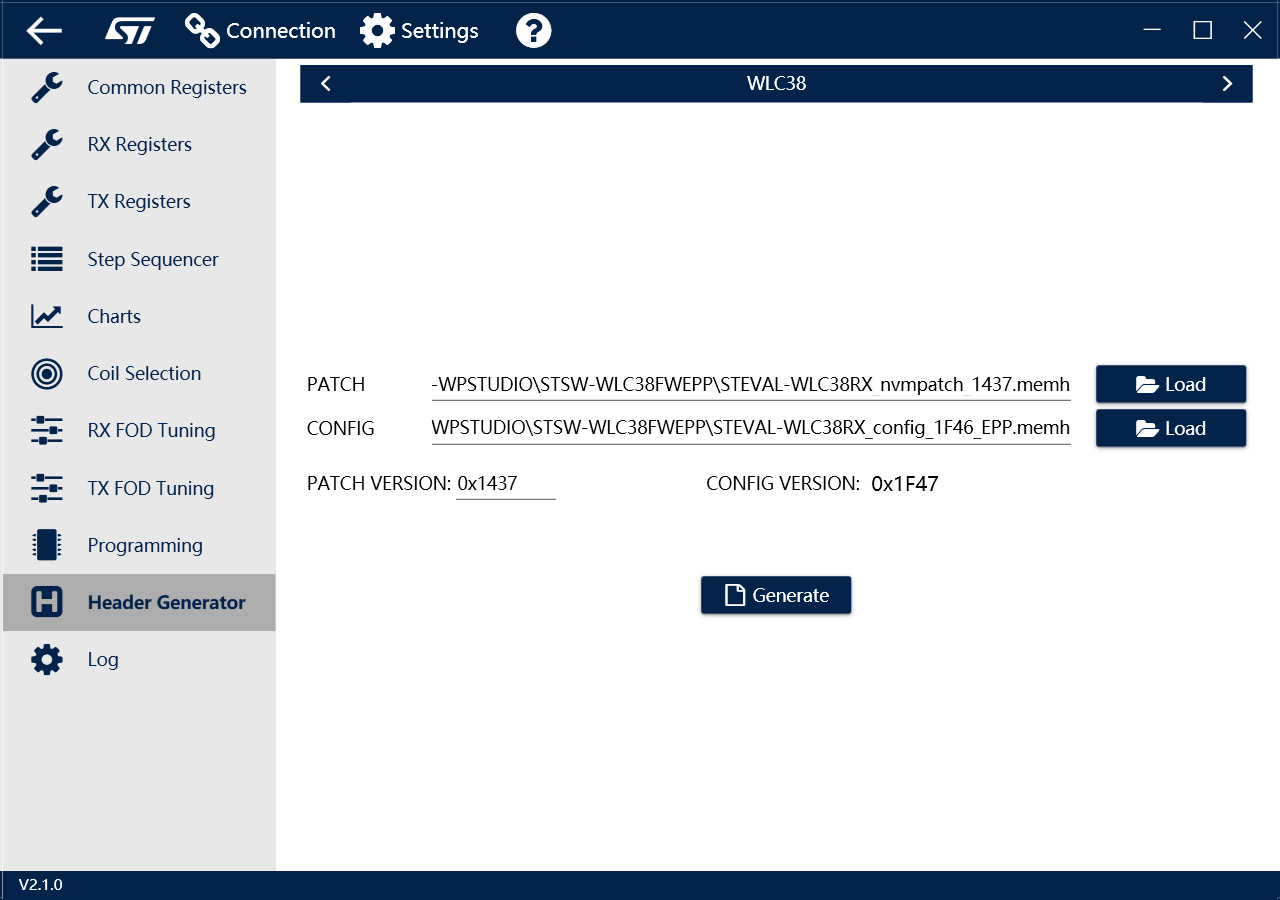 ST Connection Settings ?
Common Registers
RX Registers
TX Registers
Step Sequencer
Charts
Coil Selection
RX FOD Tuning
TX FOD Tuning
Programming
H Header Generator
Log
WLC38
PATCH -WPSTUDIO\STSW-WLC38FWEPP\STEVAL-WLC38RX_nvmpatch_1437.memh Load
CONFIG WPSTUDIO\STSW-WLC38FWEPP\STEVAL-WLC38RX_config_1F46_EPP.memh Load
PATCH VERSION: 0x1437 CONFIG VERSION: 0x1F47
Generate
V2.1.0